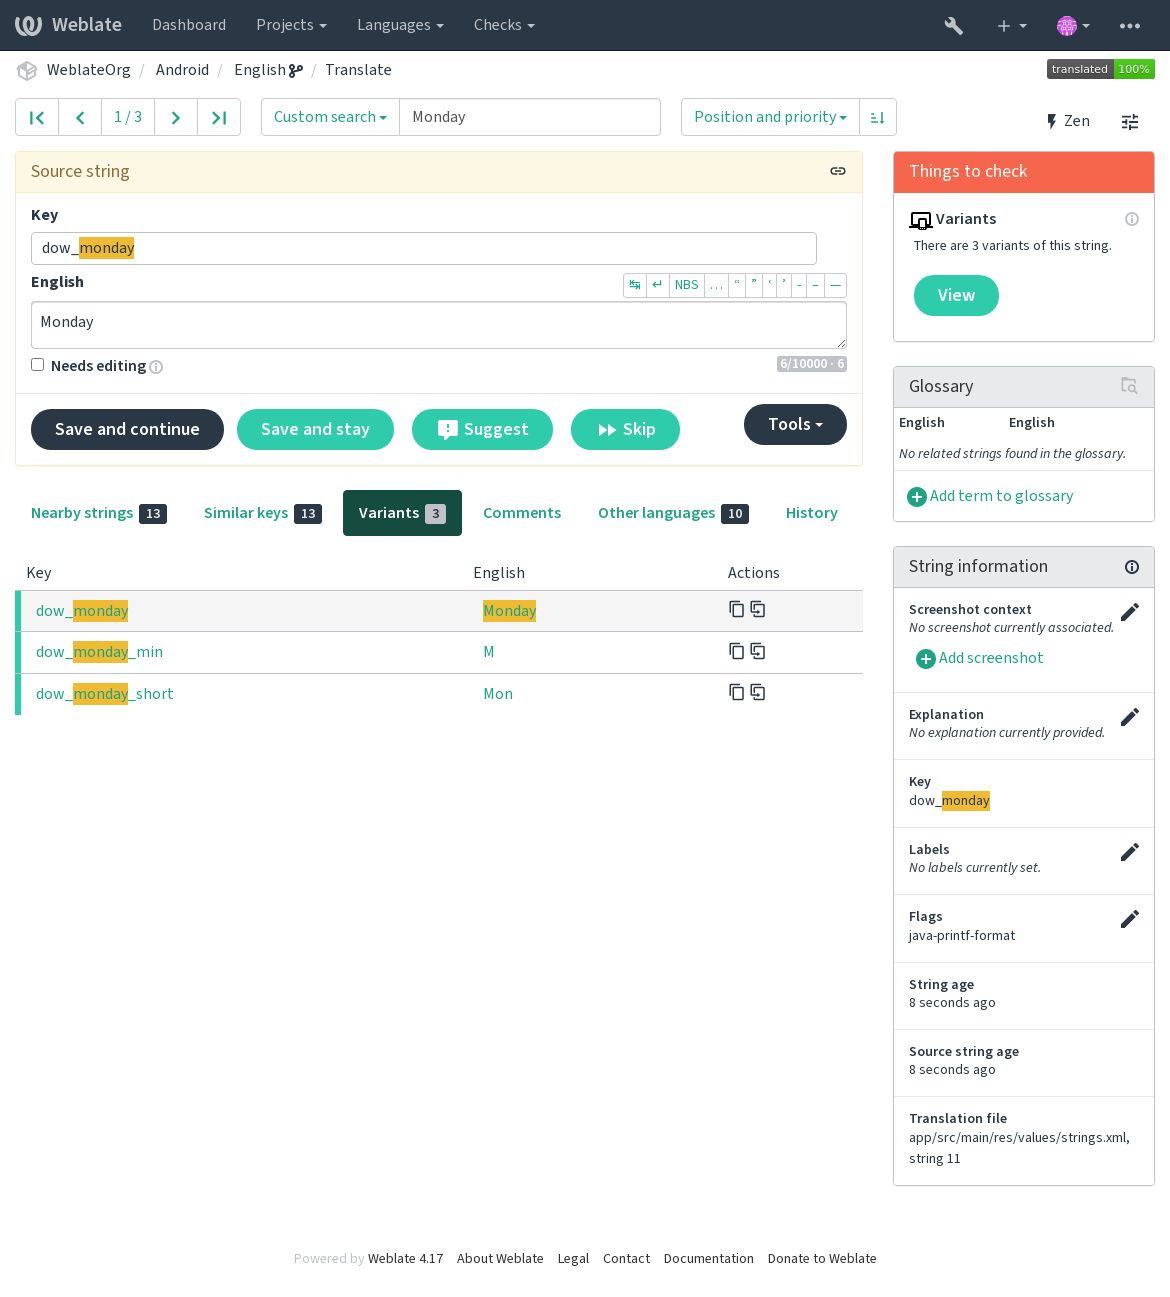 Weblate Dashboard Projects Languages Checks
WeblateOrg / Android / English / Translate
translated 100%
1 / 3 Custom search Monday Position and priority Zen
Source string
Key
dow_monday
English
↹ ↵ NBS … “ ” ‘ ’ - – —
Monday
Needs editing
6/10000 · 6
Save and continue Save and stay Suggest Skip Tools
Nearby strings 13 Similar keys 13 Variants 3 Comments Other languages 10 History
Key English Actions
dow_monday Monday
dow_monday_min M
dow_monday_short Mon
Things to check
Variants
There are 3 variants of this string.
View
Glossary
English English
No related strings found in the glossary.
Add term to glossary
String information
Screenshot context
No screenshot currently associated.
Add screenshot
Explanation
No explanation currently provided.
Key
dow_monday
Labels
No labels currently set.
Flags
java-printf-format
String age
8 seconds ago
Source string age
8 seconds ago
Translation file
app/src/main/res/values/strings.xml,
string 11
Powered by Weblate 4.17 About Weblate Legal Contact Documentation Donate to Weblate